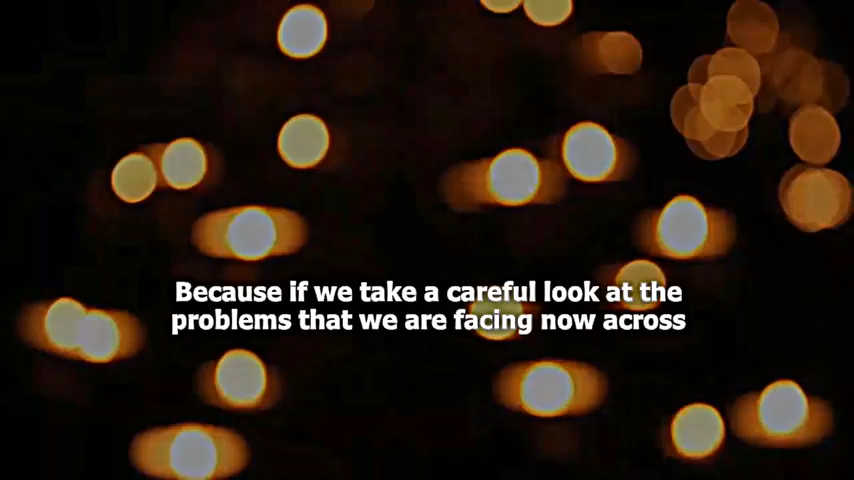 Because if we take a careful look at the
problems that we are facing now across